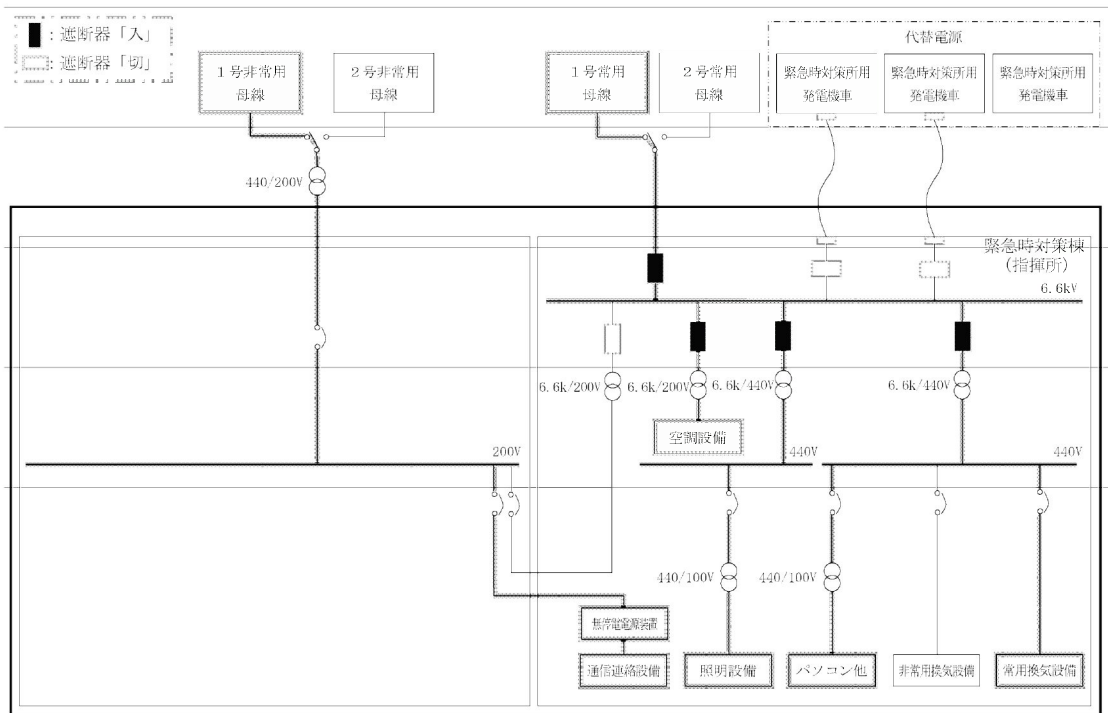 ：遮断器「入」
：遮断器「切」
１号非常用
母線
２号非常用
母線
１号常用
母線
２号常用
母線
代替電源
緊急時対策所用
発電機車
緊急時対策所用
発電機車
緊急時対策所用
発電機車
440/200V
緊急時対策棟
（指揮所）
6.6kV
6.6k/200V
6.6k/200V
6.6k/440V
6.6k/440V
空調設備
200V
440V
440V
440/100V
440/100V
無停電電源装置
通信連絡設備
照明設備
パソコン他
非常用換気設備
常用換気設備